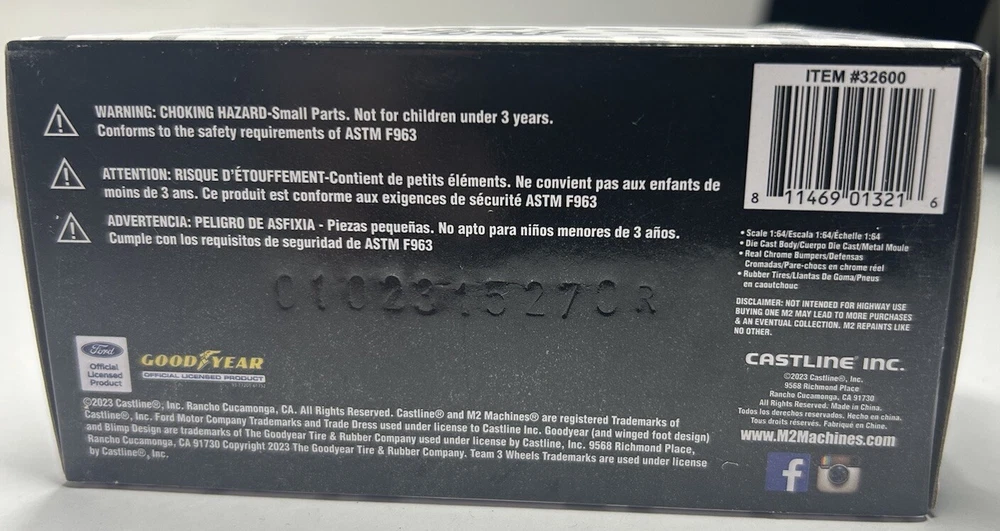 ITEM #32600
8 11469 01321 6
WARNING: CHOKING HAZARD-Small Parts. Not for children under 3 years.
Conforms to the safety requirements of ASTM F963
ATTENTION: RISQUE D'ÉTOUFFEMENT-Contient de petits éléments. Ne convient pas aux enfants de
moins de 3 ans. Ce produit est conforme aux exigences de sécurité ASTM F963
ADVERTENCIA: PELIGRO DE ASFIXIA - Piezas pequeñas. No apto para niños menores de 3 años.
Cumple con los requisitos de seguridad de ASTM F963
• Scale 1:64/Escala 1:64/Échelle 1:64
• Die Cast Body/Cuerpo Die Cast/Metal Moule
• Real Chrome Bumpers/Defensas
Cromadas/Pare-chocs en chrome réel
• Rubber Tires/Llantas De Goma/Pneus
en caoutchouc
DISCLAIMER: NOT INTENDED FOR HIGHWAY USE
BUYING ONE M2 MAY LEAD TO MORE PURCHASES
& AN EVENTUAL COLLECTION. M2 REPAINTS LIKE
NO OTHER.
Ford
Official
Licensed
Product
GOODYEAR
OFFICIAL LICENSED PRODUCT
CASTLINE® INC.
©2023 Castline®, Inc.
9568 Richmond Place
Rancho Cucamonga, CA 91730
All Rights Reserved. Made in China.
Todos los derechos reservados. Hecho en china.
Tous droits réservés. Fabriqué en Chine.
www.M2Machines.com
©2023 Castline®, Inc. Rancho Cucamonga, CA. All Rights Reserved. Castline® and M2 Machines® are registered Trademarks of
Castline®, Inc. Ford Motor Company Trademarks and Trade Dress used under license to Castline Inc. Goodyear (and winged foot design)
and Blimp Design are trademarks of The Goodyear Tire & Rubber Company used under license by Castline, Inc. 9568 Richmond Place,
Rancho Cucamonga, CA 91730 Copyright 2023 The Goodyear Tire & Rubber Company. Team 3 Wheels Trademarks are used under license
by Castline®, Inc.